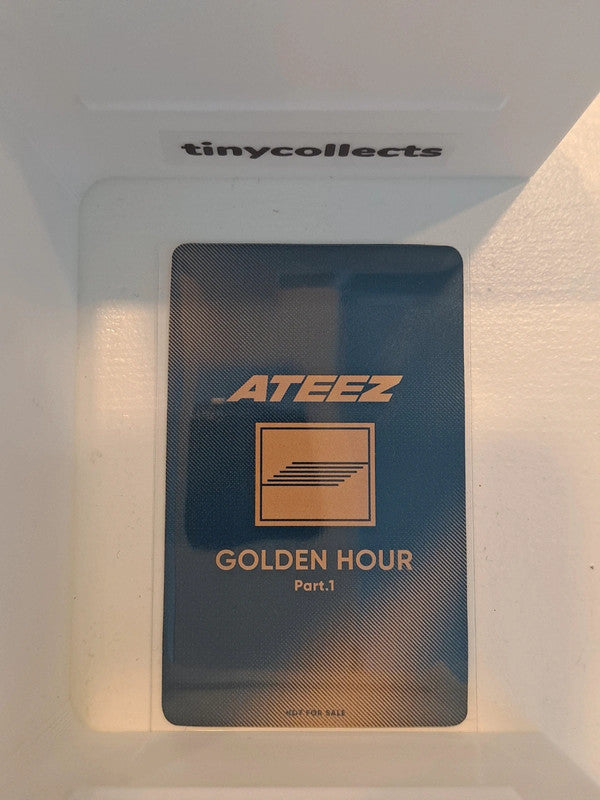 tinycollects
ATEEZ
GOLDEN HOUR
Part.1
NOT FOR SALE